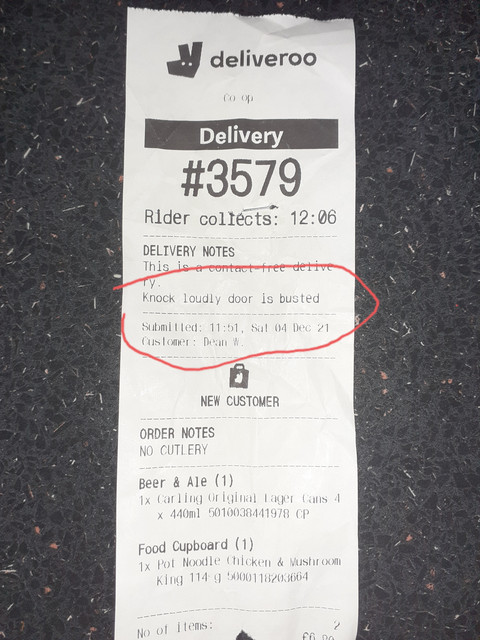 deliveroo
Co op
Delivery
#3579
Rider collects: 12:06
DELIVERY NOTES
This is a contact-free delive
ry.
Knock loudly door is busted
Submitted: 11:51, Sat 04 Dec 21
Customer: Dean W.
NEW CUSTOMER
ORDER NOTES
NO CUTLERY
Beer & Ale (1)
1x Carling Original Lager Cans 4
x 440ml 5010038441978 CP
Food Cupboard (1)
1x Pot Noodle Chicken & Mushroom
King 114 g 5000118203664
No of items: 2